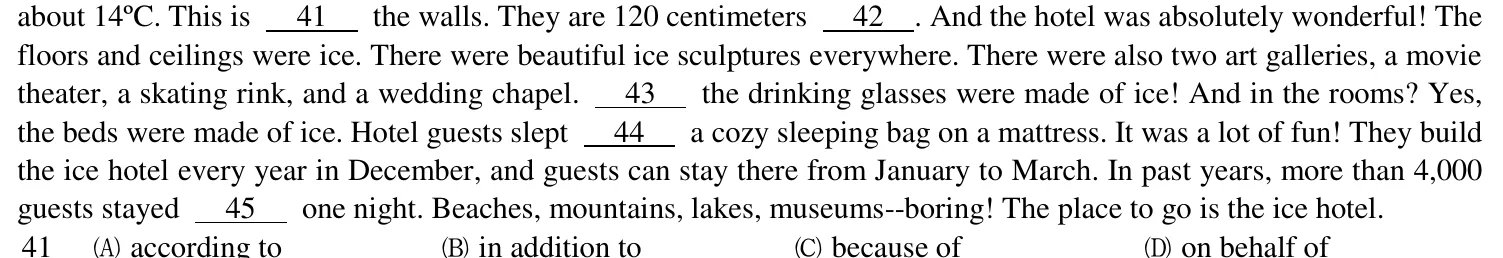 about 14ºC. This is 41 the walls. They are 120 centimeters 42 . And the hotel was absolutely wonderful! The
floors and ceilings were ice. There were beautiful ice sculptures everywhere. There were also two art galleries, a movie
theater, a skating rink, and a wedding chapel. 43 the drinking glasses were made of ice! And in the rooms? Yes,
the beds were made of ice. Hotel guests slept 44 a cozy sleeping bag on a mattress. It was a lot of fun! They build
the ice hotel every year in December, and guests can stay there from January to March. In past years, more than 4,000
guests stayed 45 one night. Beaches, mountains, lakes, museums--boring! The place to go is the ice hotel.
41 (A) according to (B) in addition to (C) because of (D) on behalf of